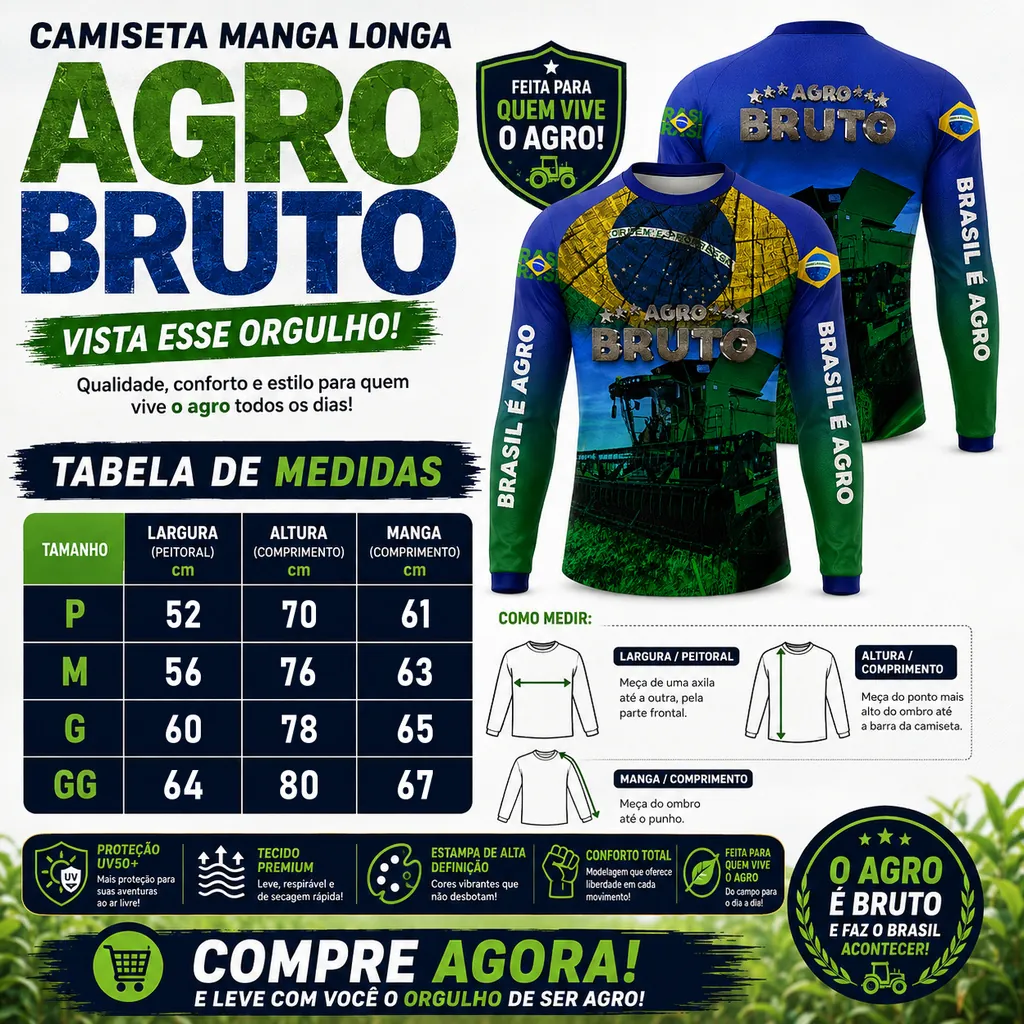 CAMISETA MANGA LONGA
AGRO
BRUTO
VISTA ESSE ORGULHO!
Qualidade, conforto e estilo para quem
vive o agro todos os dias!
FEITA PARA
QUEM VIVE
O AGRO!
AGRO
BRUTO
BRASIL É AGRO
AGRO
BRUTO
BRASIL É AGRO
BRASIL É AGRO
TABELA DE MEDIDAS
TAMANHO
LARGURA
(PEITORAL)
cm
ALTURA
(COMPRIMENTO)
cm
MANGA
(COMPRIMENTO)
cm
P 52 70 61
M 56 76 63
G 60 78 65
GG 64 80 67
COMO MEDIR:
LARGURA / PEITORAL
Meça de uma axila
até a outra, pela
parte frontal.
ALTURA /
COMPRIMENTO
Meça do ponto mais
alto do ombro até
a barra da camiseta.
MANGA / COMPRIMENTO
Meça do ombro
até o punho.
UV
PROTEÇÃO
UV50+
Mais proteção para
suas aventuras
ao ar livre!
TECIDO
PREMIUM
Leve, respirável e
de secagem rápida!
ESTAMPA DE ALTA
DEFINIÇÃO
Cores vibrantes que
não desbotam!
CONFORTO TOTAL
Modelagem que oferece
liberdade em cada
movimento!
FEITA PARA
QUEM VIVE
O AGRO
Do campo para
o dia a dia!
O AGRO
É BRUTO
E FAZ O BRASIL
ACONTECER!
COMPRE AGORA!
E LEVE COM VOCÊ O ORGULHO DE SER AGRO!